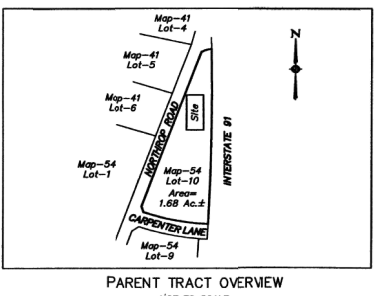 Map-41
Lot-4
Map-41
Lot-5
Map-41
Lot-6
Map-54
Lot-1
NORTHROP ROAD
Site
Map-54
Lot-10
Area=
1.68 Ac.±
INTERSTATE 91
N
CARPENTER LANE
Map-54
Lot-9
PARENT TRACT OVERVIEW